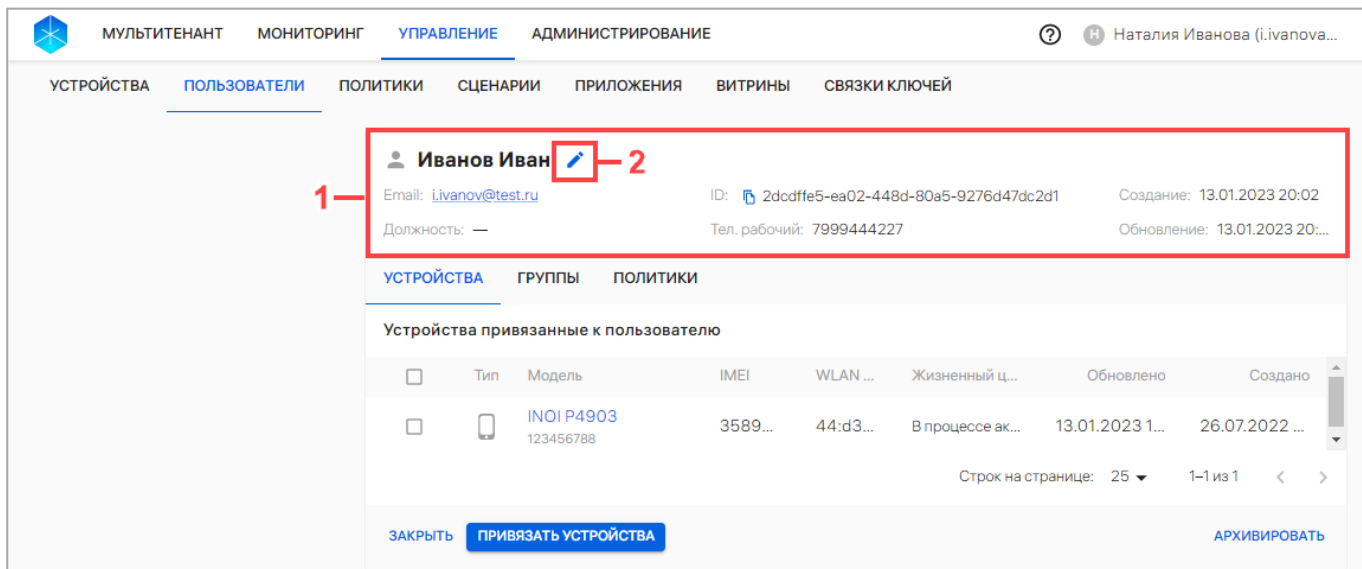 МУЛЬТИТЕНАНТ МОНИТОРИНГ УПРАВЛЕНИЕ АДМИНИСТРИРОВАНИЕ ? Н Наталия Иванова (i.ivanova...
УСТРОЙСТВА ПОЛЬЗОВАТЕЛИ ПОЛИТИКИ СЦЕНАРИИ ПРИЛОЖЕНИЯ ВИТРИНЫ СВЯЗКИ КЛЮЧЕЙ
Иванов Иван 2
1 Email: i.ivanov@test.ru ID: 2dcdffe5-ea02-448d-80a5-9276d47dc2d1 Создание: 13.01.2023 20:02
Должность: — Тел. рабочий: 7999444227 Обновление: 13.01.2023 20:...
УСТРОЙСТВА ГРУППЫ ПОЛИТИКИ
Устройства привязанные к пользователю
Тип Модель IMEI WLAN ... Жизненный ц... Обновлено Создано
INOI P4903 3589... 44:d3... В процессе ак... 13.01.2023 1... 26.07.2022 ...
123456788
Строк на странице: 25 1–1 из 1 < >
ЗАКРЫТЬ ПРИВЯЗАТЬ УСТРОЙСТВА АРХИВИРОВАТЬ